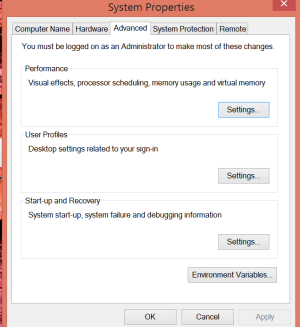 System Properties
Computer Name
Hardware
Advanced
System Protection
Remote
You must be logged on as an Administrator to make most of these changes.
Performance
Visual effects, processor scheduling, memory usage and virtual memory
Settings...
User Profiles
Desktop settings related to your sign-in
Settings...
Start-up and Recovery
System start-up, system failure and debugging information
Settings...
Environment Variables...
OK
Cancel
Apply